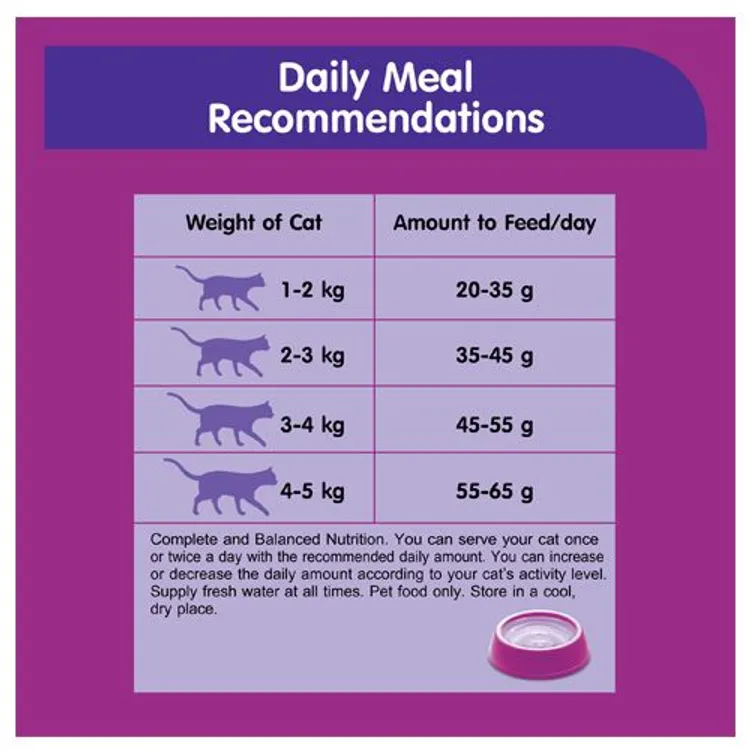 Daily Meal
Recommendations
Weight of Cat Amount to Feed/day
1-2 kg 20-35 g
2-3 kg 35-45 g
3-4 kg 45-55 g
4-5 kg 55-65 g
Complete and Balanced Nutrition. You can serve your cat once
or twice a day with the recommended daily amount. You can increase
or decrease the daily amount according to your cat's activity level.
Supply fresh water at all times. Pet food only. Store in a cool,
dry place.